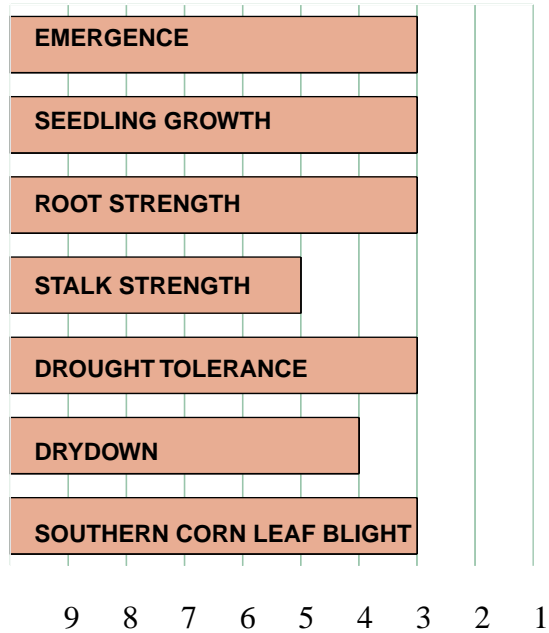 EMERGENCE
SEEDLING GROWTH
ROOT STRENGTH
STALK STRENGTH
DROUGHT TOLERANCE
DRYDOWN
SOUTHERN CORN LEAF BLIGHT
9 8 7 6 5 4 3 2 1